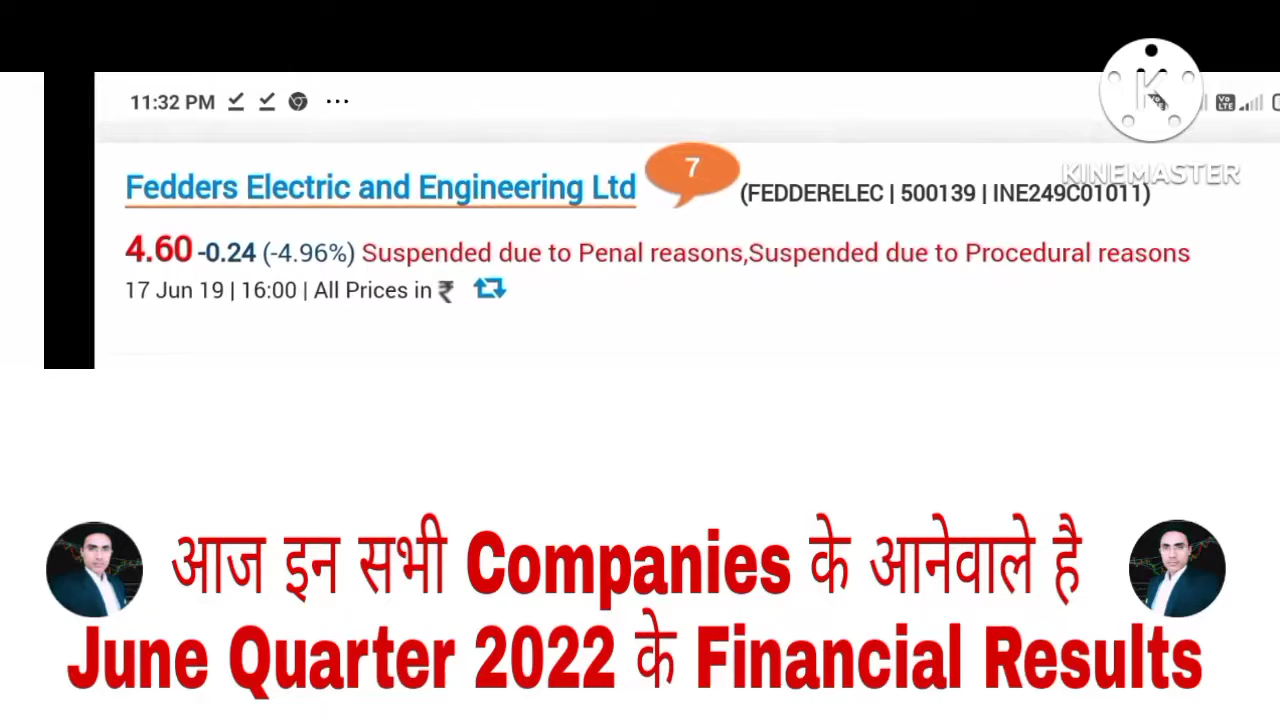 11:32 PM ...
KINEMASTER
Fedders Electric and Engineering Ltd 7 (FEDDERELEC | 500139 | INE249C01011)
4.60 -0.24 (-4.96%) Suspended due to Penal reasons,Suspended due to Procedural reasons
17 Jun 19 | 16:00 | All Prices in ₹
आज इन सभी Companies के आनेवाले है
June Quarter 2022 के Financial Results